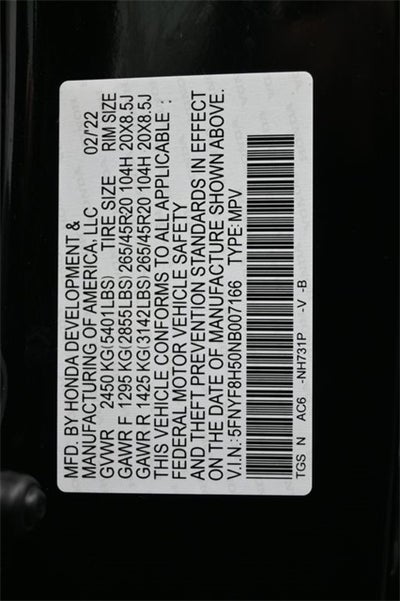 MFD. BY HONDA DEVELOPMENT &
MANUFACTURING OF AMERICA, LLC 02/'22
GVWR 2450 KG(5401LBS) TIRE SIZE RIM SIZE
GAWR F 1295 KG(2855LBS) 265/45R20 104H 20X8.5J
GAWR R 1425 KG(3142LBS) 265/45R20 104H 20X8.5J
THIS VEHICLE CONFORMS TO ALL APPLICABLE :
FEDERAL MOTOR VEHICLE SAFETY
AND THEFT PREVENTION STANDARDS IN EFFECT
ON THE DATE OF MANUFACTURE SHOWN ABOVE.
V.I.N.: 5FNYF8H50NB007166 TYPE: MPV
TGS N AC6 -NH731P -V -B